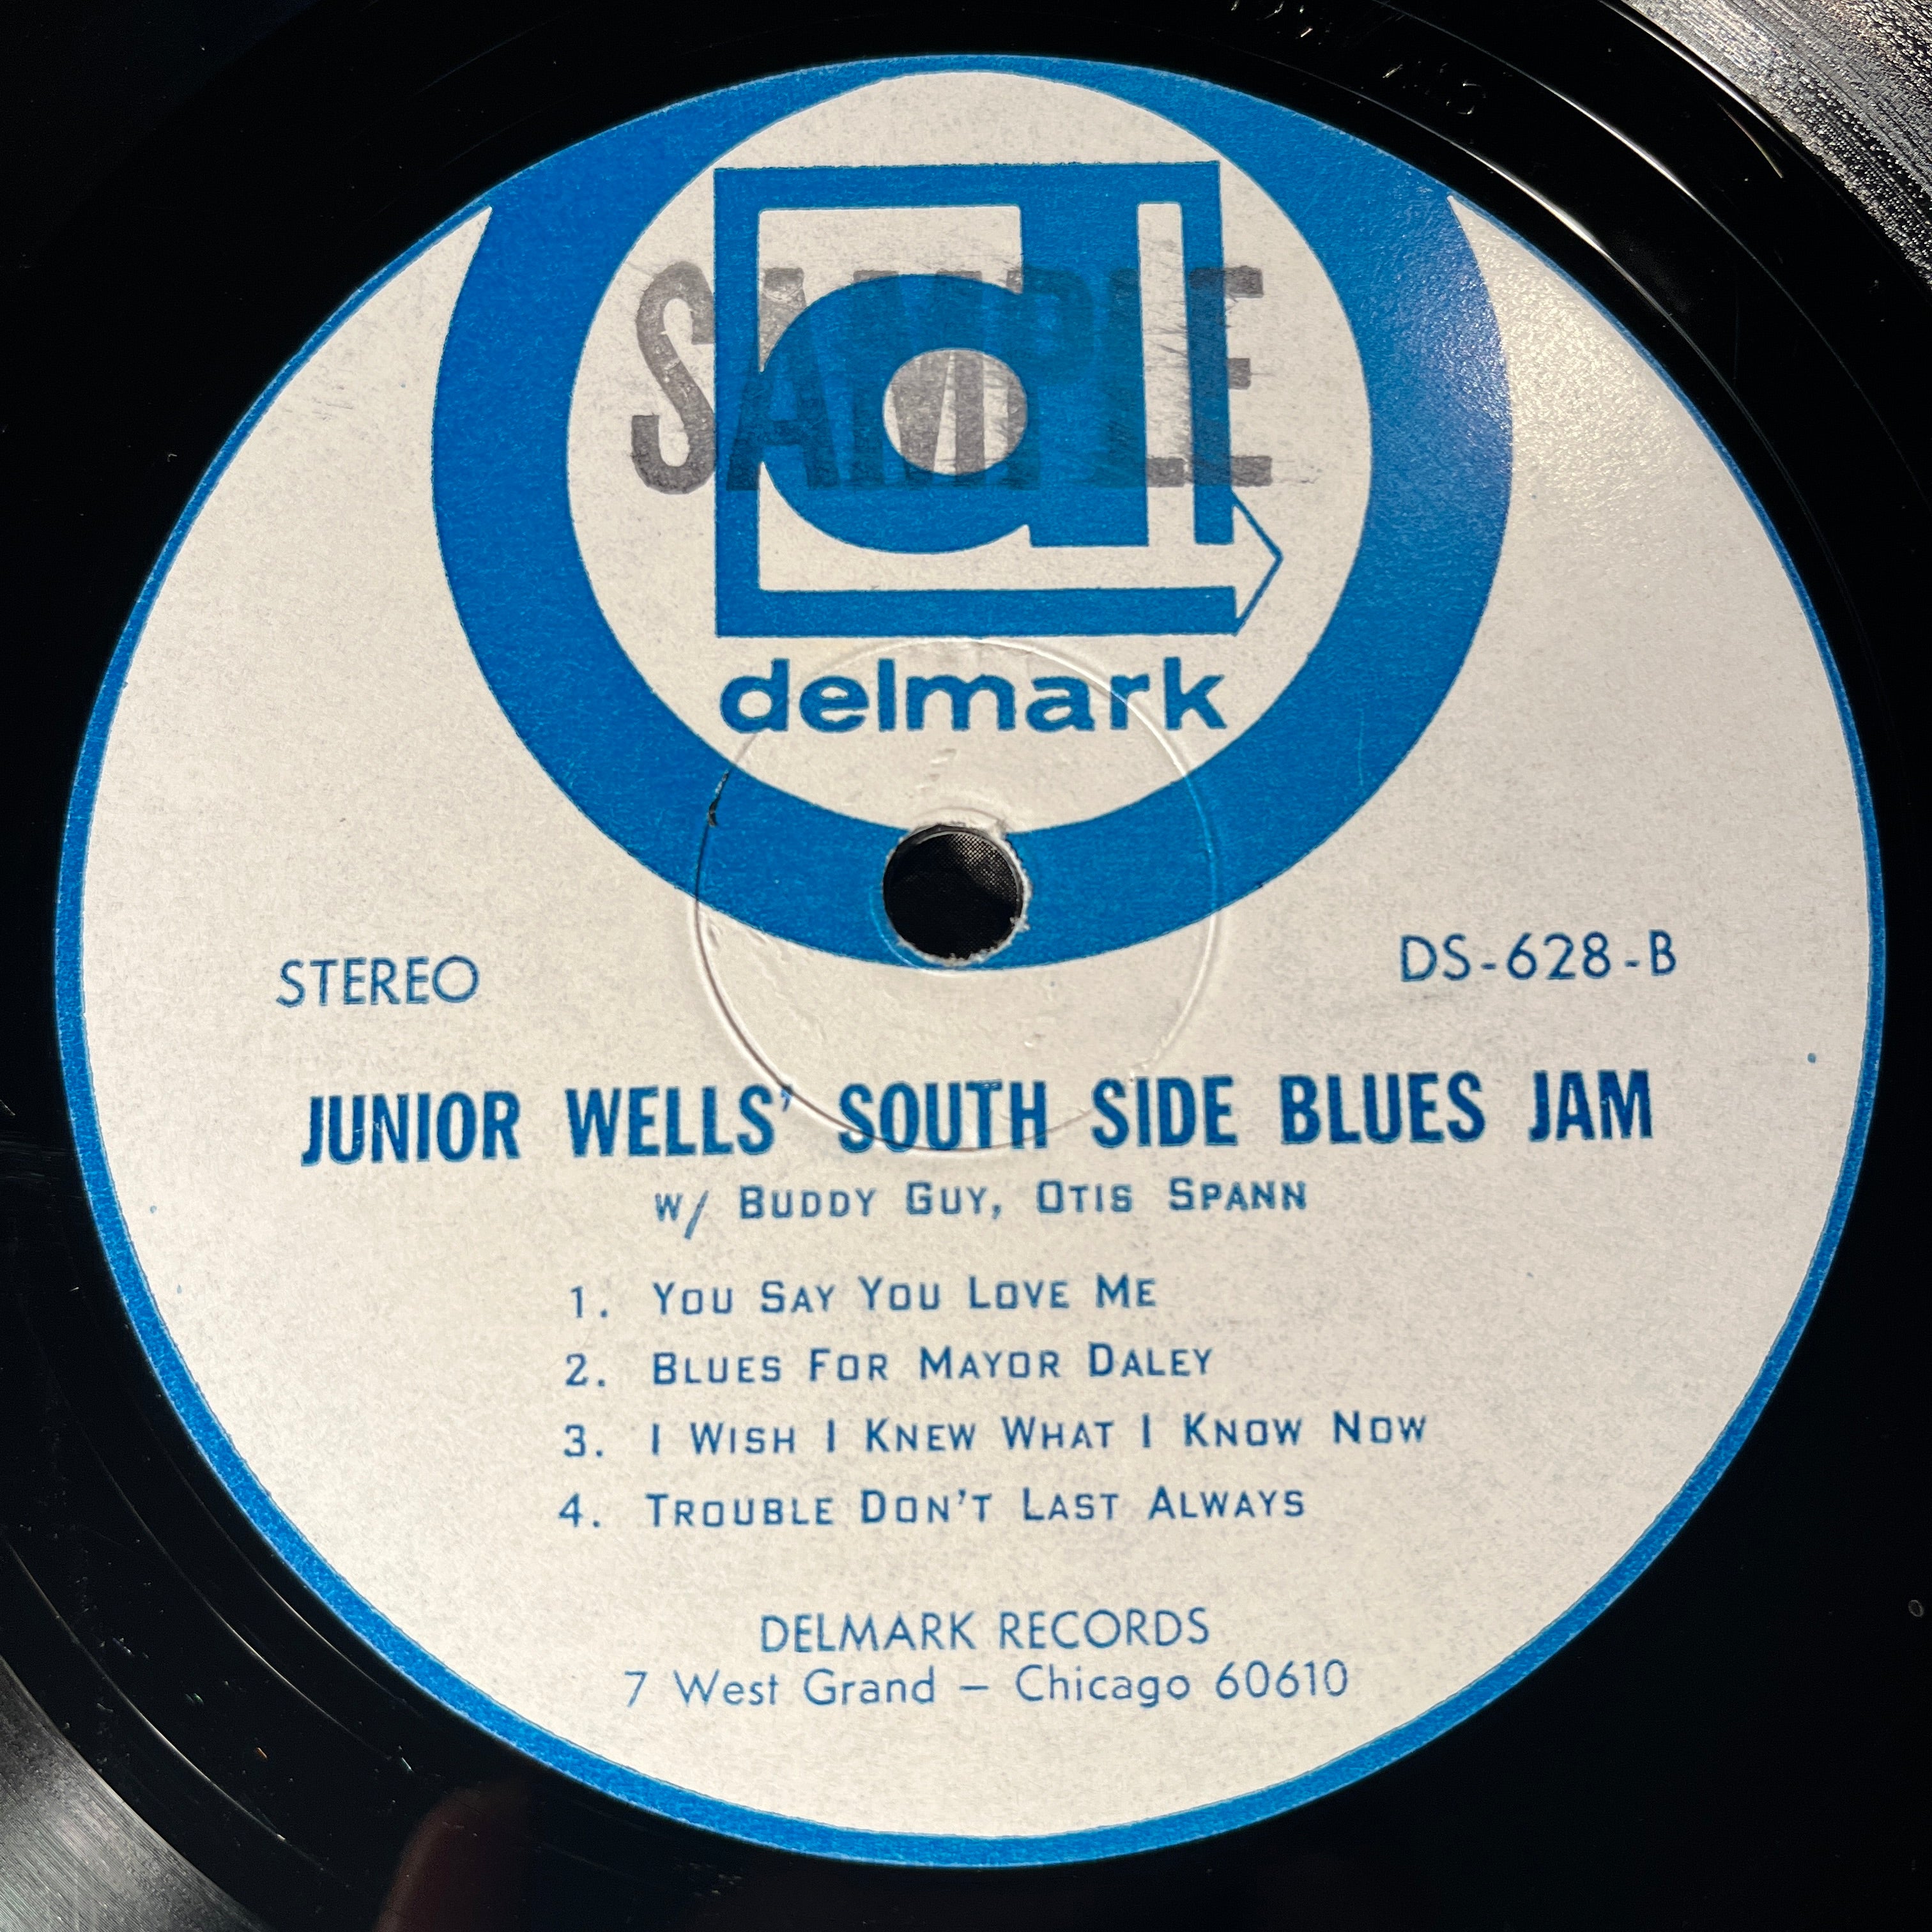 SAMPLE
d
delmark
STEREO
DS-628-B
JUNIOR WELLS' SOUTH SIDE BLUES JAM
W/ BUDDY GUY, OTIS SPANN
1. YOU SAY YOU LOVE ME
2. BLUES FOR MAYOR DALEY
3. I WISH I KNEW WHAT I KNOW NOW
4. TROUBLE DON'T LAST ALWAYS
DELMARK RECORDS
7 West Grand – Chicago 60610